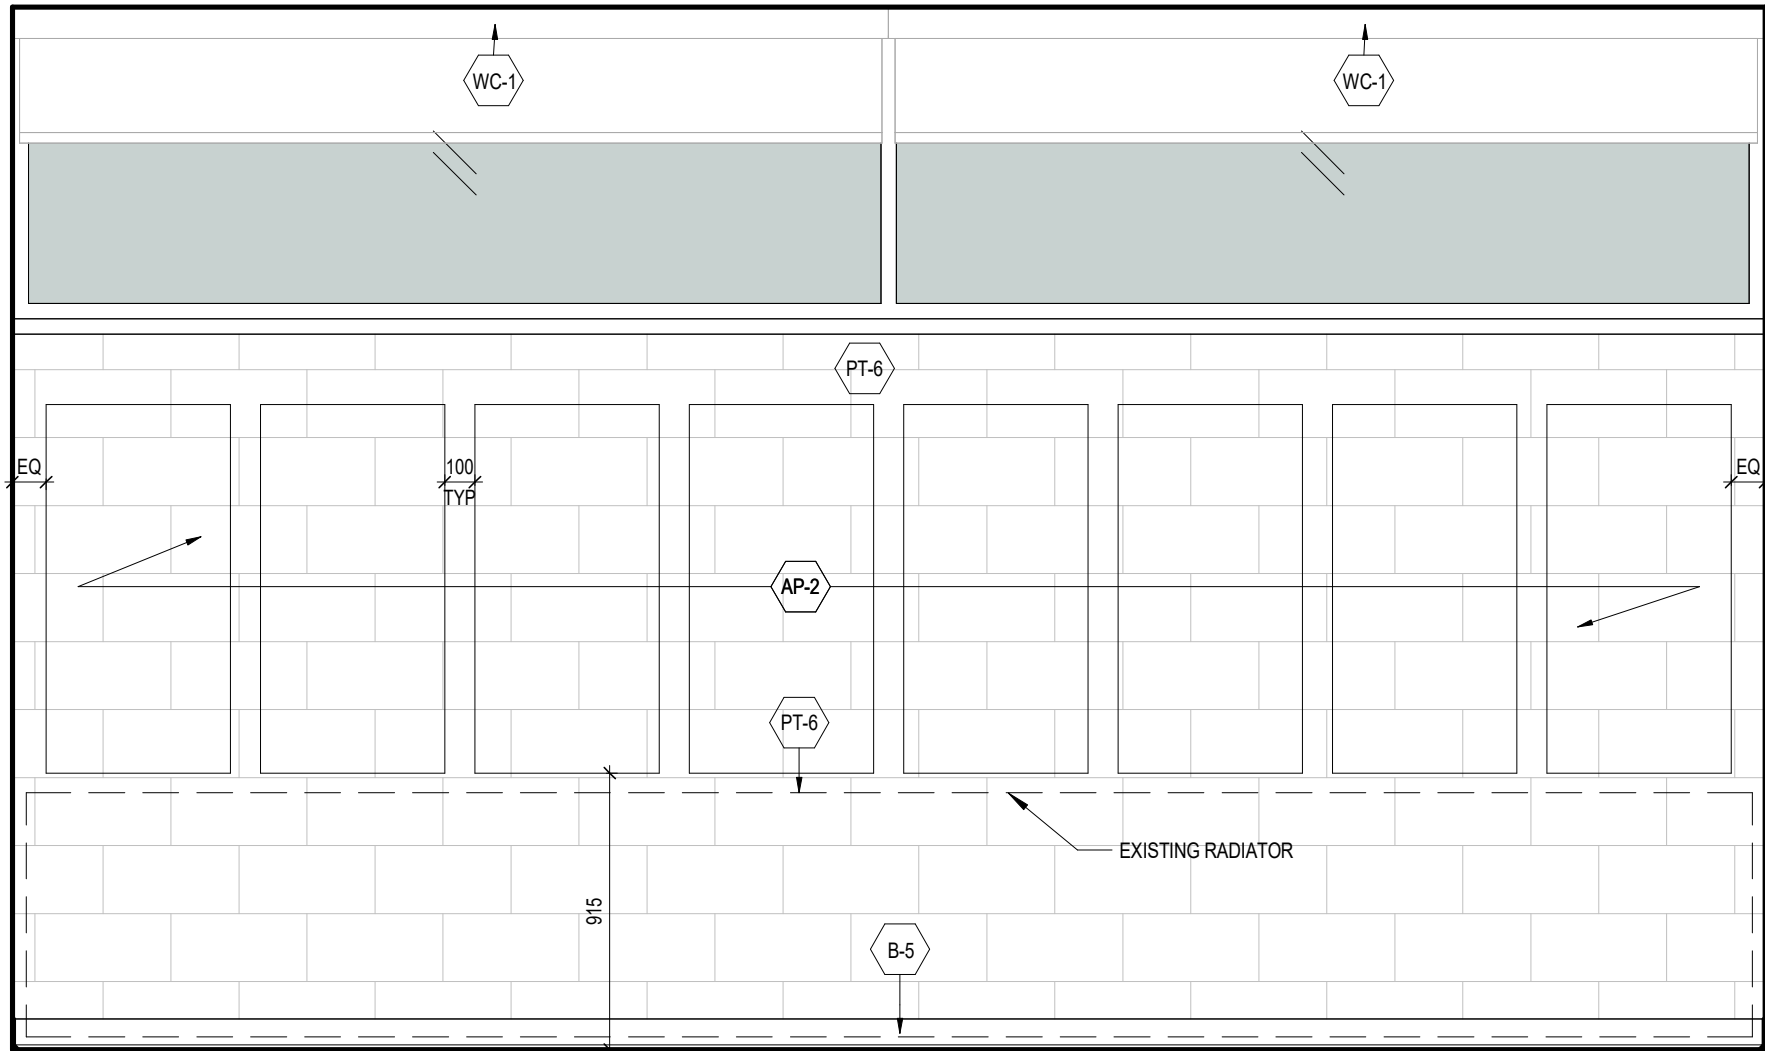 WC-1
WC-1
PT-6
EQ
100
TYP
EQ
AP-2
PT-6
EXISTING RADIATOR
915
B-5